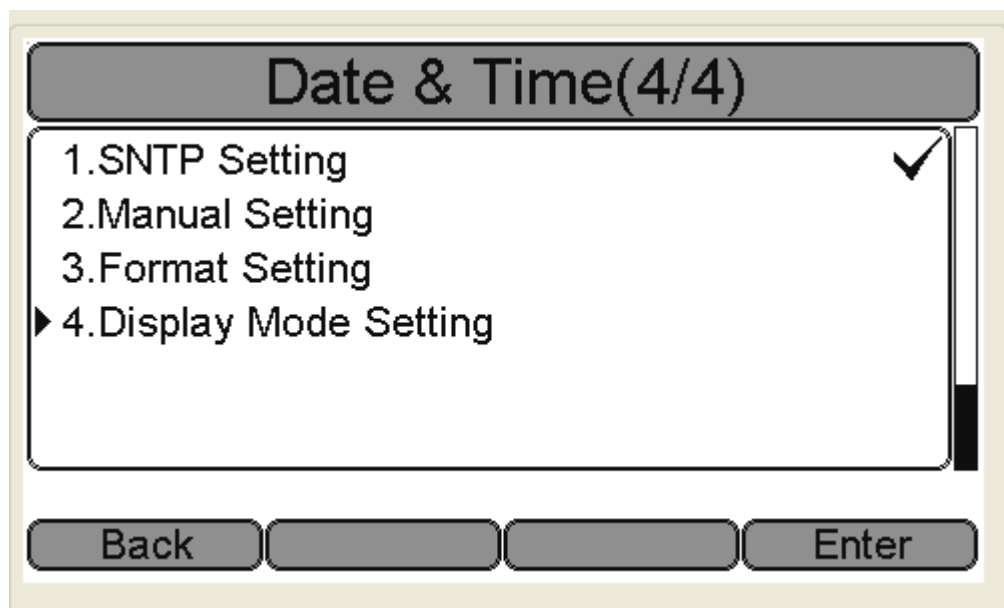 Date & Time(4/4)
1.SNTP Setting
2.Manual Setting
3.Format Setting
4.Display Mode Setting
Back Enter